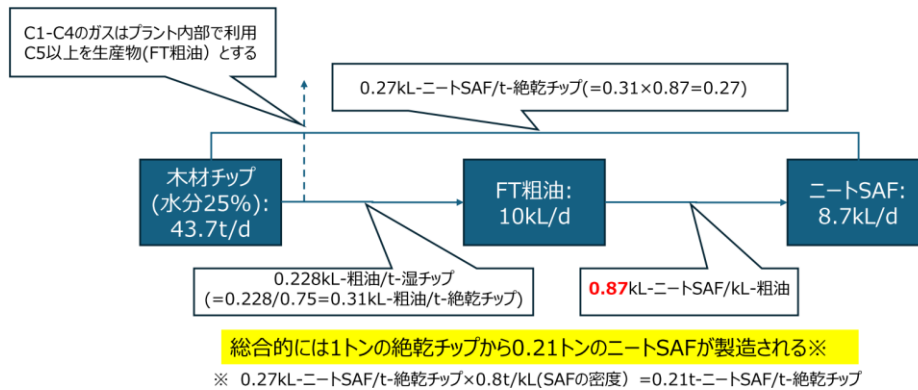 C1-C4のガスはプラント内部で利用
C5以上を生産物(FT粗油）とする
0.27kL-ニートSAF/t-絶乾チップ(=0.31×0.87=0.27)
木材チップ
(水分25%):
43.7t/d
FT粗油:
10kL/d
ニートSAF:
8.7kL/d
0.228kL-粗油/t-湿チップ
(=0.228/0.75=0.31kL-粗油/t-絶乾チップ)
0.87kL-ニートSAF/kL-粗油
総合的には1トンの絶乾チップから0.21トンのニートSAFが製造される※
※ 0.27kL-ニートSAF/t-絶乾チップ×0.8t/kL(SAFの密度）=0.21t-ニートSAF/t-絶乾チップ